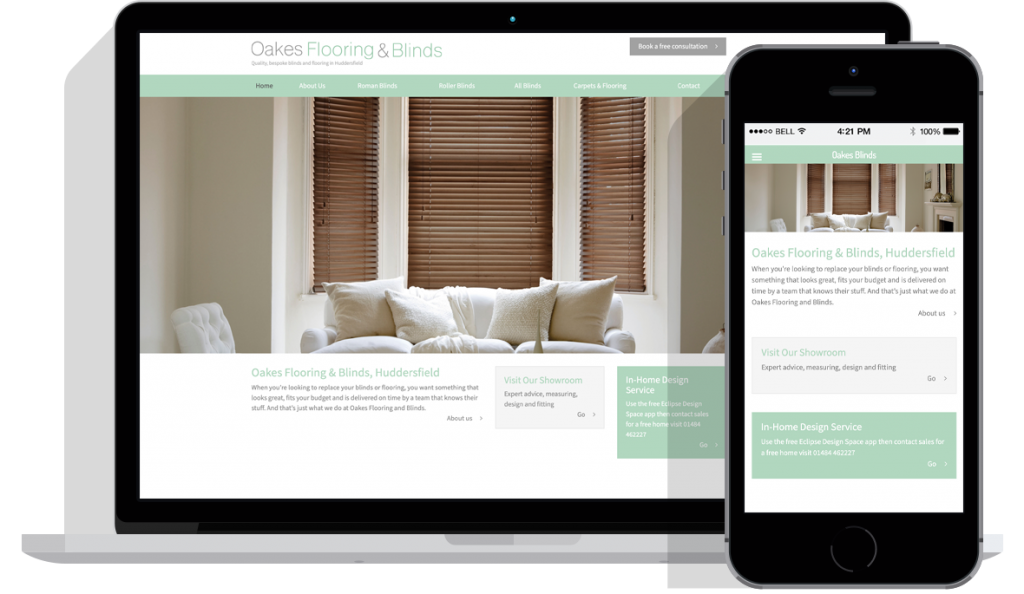 Oakes Flooring & Blinds
Quality, bespoke blinds and flooring in Huddersfield
Book a free consultation >
Home About Us Roman Blinds Roller Blinds All Blinds Carpets & Flooring Contact
Oakes Flooring & Blinds, Huddersfield
When you're looking to replace your blinds or flooring, you want something that
looks great, fits your budget and is delivered on time by a team that knows their
stuff. And that's just what we do at Oakes Flooring and Blinds.
About us >
Visit Our Showroom
Expert advice, measuring,
design and fitting
Go >
In-Home Design
Service
Use the free Eclipse Design
Space app then contact sales
for a free home visit 01484
462227
Go >
BELL 4:21 PM 100%
Oakes Blinds
Oakes Flooring & Blinds, Huddersfield
When you're looking to replace your blinds or flooring, you want
something that looks great, fits your budget and is delivered on
time by a team that knows their stuff. And that's just what we do at
Oakes Flooring and Blinds.
About us >
Visit Our Showroom
Expert advice, measuring, design and fitting
Go >
In-Home Design Service
Use the free Eclipse Design Space app then contact sales for
a free home visit 01484 462227
Go >